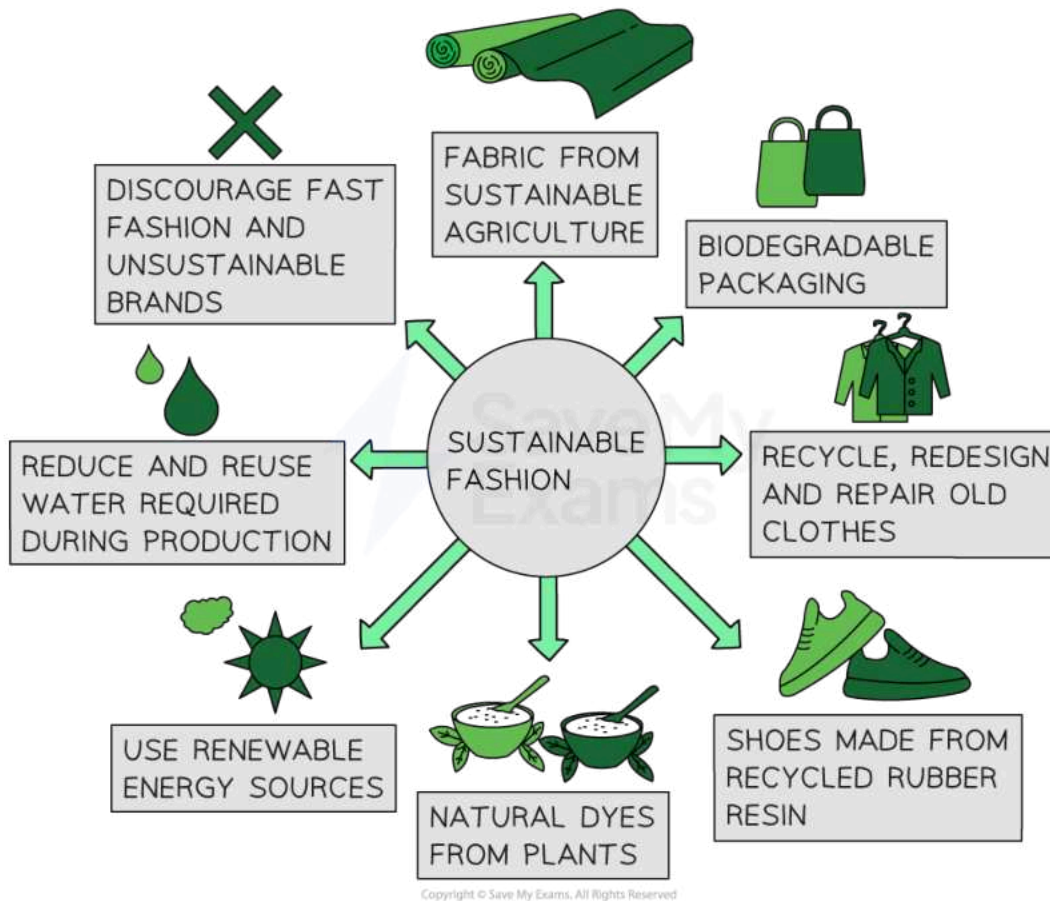 FABRIC FROM
SUSTAINABLE
AGRICULTURE
DISCOURAGE FAST
FASHION AND
UNSUSTAINABLE
BRANDS
BIODEGRADABLE
PACKAGING
SUSTAINABLE
FASHION
SaveMy
Exams
REDUCE AND REUSE
WATER REQUIRED
DURING PRODUCTION
RECYCLE, REDESIGN
AND REPAIR OLD
CLOTHES
USE RENEWABLE
ENERGY SOURCES
NATURAL DYES
FROM PLANTS
SHOES MADE FROM
RECYCLED RUBBER
RESIN
Copyright © Save My Exams. All Rights Reserved